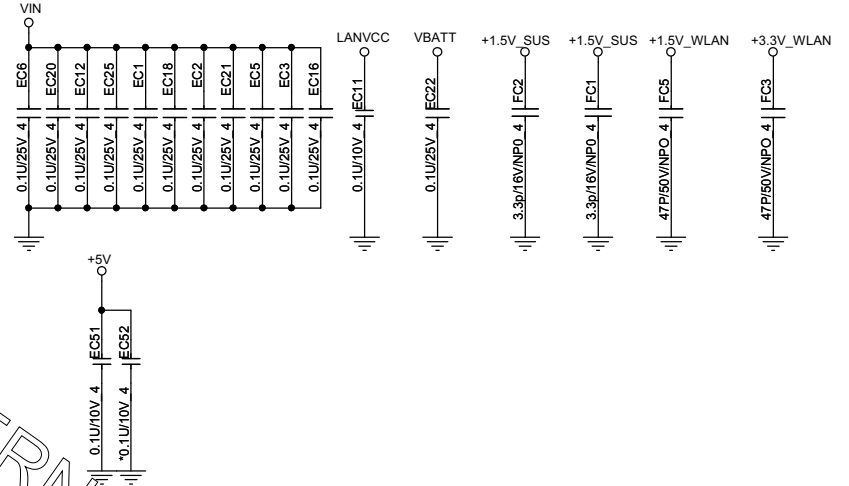 VIN
EC6
EC20
EC12
EC25
EC1
EC18
EC2
EC21
EC5
EC3
EC16
0.1U/25V_4
0.1U/25V_4
0.1U/25V_4
0.1U/25V_4
0.1U/25V_4
0.1U/25V_4
0.1U/25V_4
0.1U/25V_4
0.1U/25V_4
0.1U/25V_4
0.1U/25V_4
LANVCC
EC11
0.1U/10V_4
VBATT
EC22
0.1U/25V_4
+1.5V_SUS
FC2
3.3p/16V/NP0_4
+1.5V_SUS
FC1
3.3p/16V/NP0_4
+1.5V_WLAN
FC5
47P/50V/NPO_4
+3.3V_WLAN
FC3
47P/50V/NPO_4
+5V
EC51
0.1U/10V_4
EC52
*0.1U/10V_4